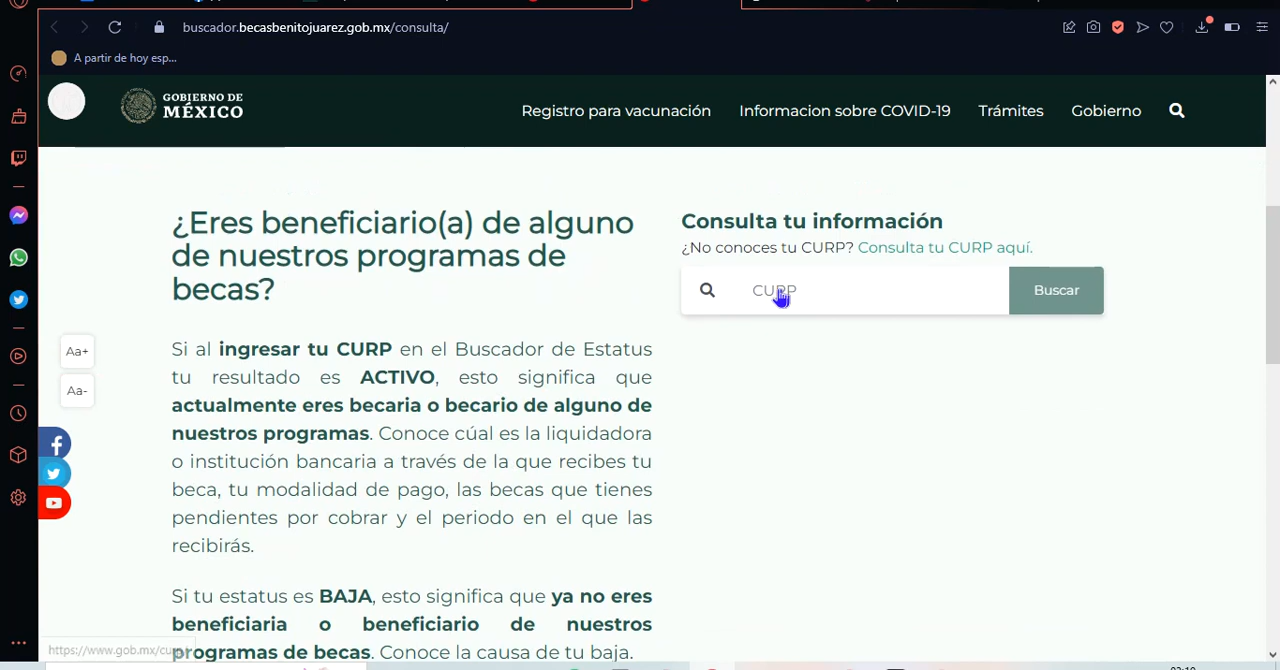 buscador.becasbenitojuarez.gob.mx/consulta/
A partir de hoy esp...
GOBIERNO DE
MÉXICO
Registro para vacunación
Informacion sobre COVID-19
Trámites
Gobierno
¿Eres beneficiario(a) de alguno
de nuestros programas de
becas?
Consulta tu información
¿No conoces tu CURP? Consulta tu CURP aquí.
CURP
Buscar
Aa+
Aa-
Si al ingresar tu CURP en el Buscador de Estatus
tu resultado es ACTIVO, esto significa que
actualmente eres becaria o becario de alguno de
nuestros programas. Conoce cúal es la liquidadora
o institución bancaria a través de la que recibes tu
beca, tu modalidad de pago, las becas que tienes
pendientes por cobrar y el periodo en el que las
recibirás.
Si tu estatus es BAJA, esto significa que ya no eres
beneficiaria o beneficiario de nuestros
programas de becas. Conoce la causa de tu baja.
https://www.gob.mx/curp/